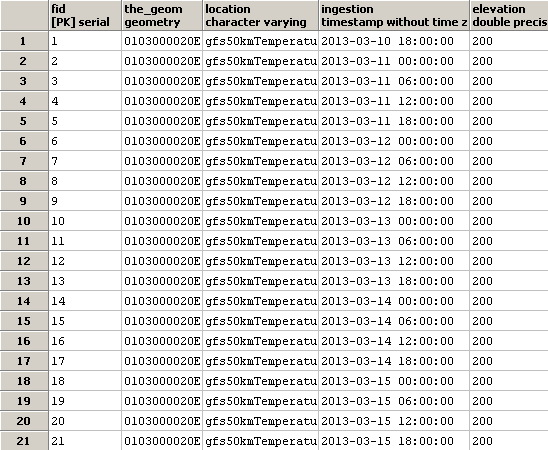 fid the_geom location ingestion elevation
[PK] serial geometry character varying timestamp without time z double precis
1 1 0103000020E gfs50kmTemperatu 2013-03-10 18:00:00 200
2 2 0103000020E gfs50kmTemperatu 2013-03-11 00:00:00 200
3 3 0103000020E gfs50kmTemperatu 2013-03-11 06:00:00 200
4 4 0103000020E gfs50kmTemperatu 2013-03-11 12:00:00 200
5 5 0103000020E gfs50kmTemperatu 2013-03-11 18:00:00 200
6 6 0103000020E gfs50kmTemperatu 2013-03-12 00:00:00 200
7 7 0103000020E gfs50kmTemperatu 2013-03-12 06:00:00 200
8 8 0103000020E gfs50kmTemperatu 2013-03-12 12:00:00 200
9 9 0103000020E gfs50kmTemperatu 2013-03-12 18:00:00 200
10 10 0103000020E gfs50kmTemperatu 2013-03-13 00:00:00 200
11 11 0103000020E gfs50kmTemperatu 2013-03-13 06:00:00 200
12 12 0103000020E gfs50kmTemperatu 2013-03-13 12:00:00 200
13 13 0103000020E gfs50kmTemperatu 2013-03-13 18:00:00 200
14 14 0103000020E gfs50kmTemperatu 2013-03-14 00:00:00 200
15 15 0103000020E gfs50kmTemperatu 2013-03-14 06:00:00 200
16 16 0103000020E gfs50kmTemperatu 2013-03-14 12:00:00 200
17 17 0103000020E gfs50kmTemperatu 2013-03-14 18:00:00 200
18 18 0103000020E gfs50kmTemperatu 2013-03-15 00:00:00 200
19 19 0103000020E gfs50kmTemperatu 2013-03-15 06:00:00 200
20 20 0103000020E gfs50kmTemperatu 2013-03-15 12:00:00 200
21 21 0103000020E gfs50kmTemperatu 2013-03-15 18:00:00 200